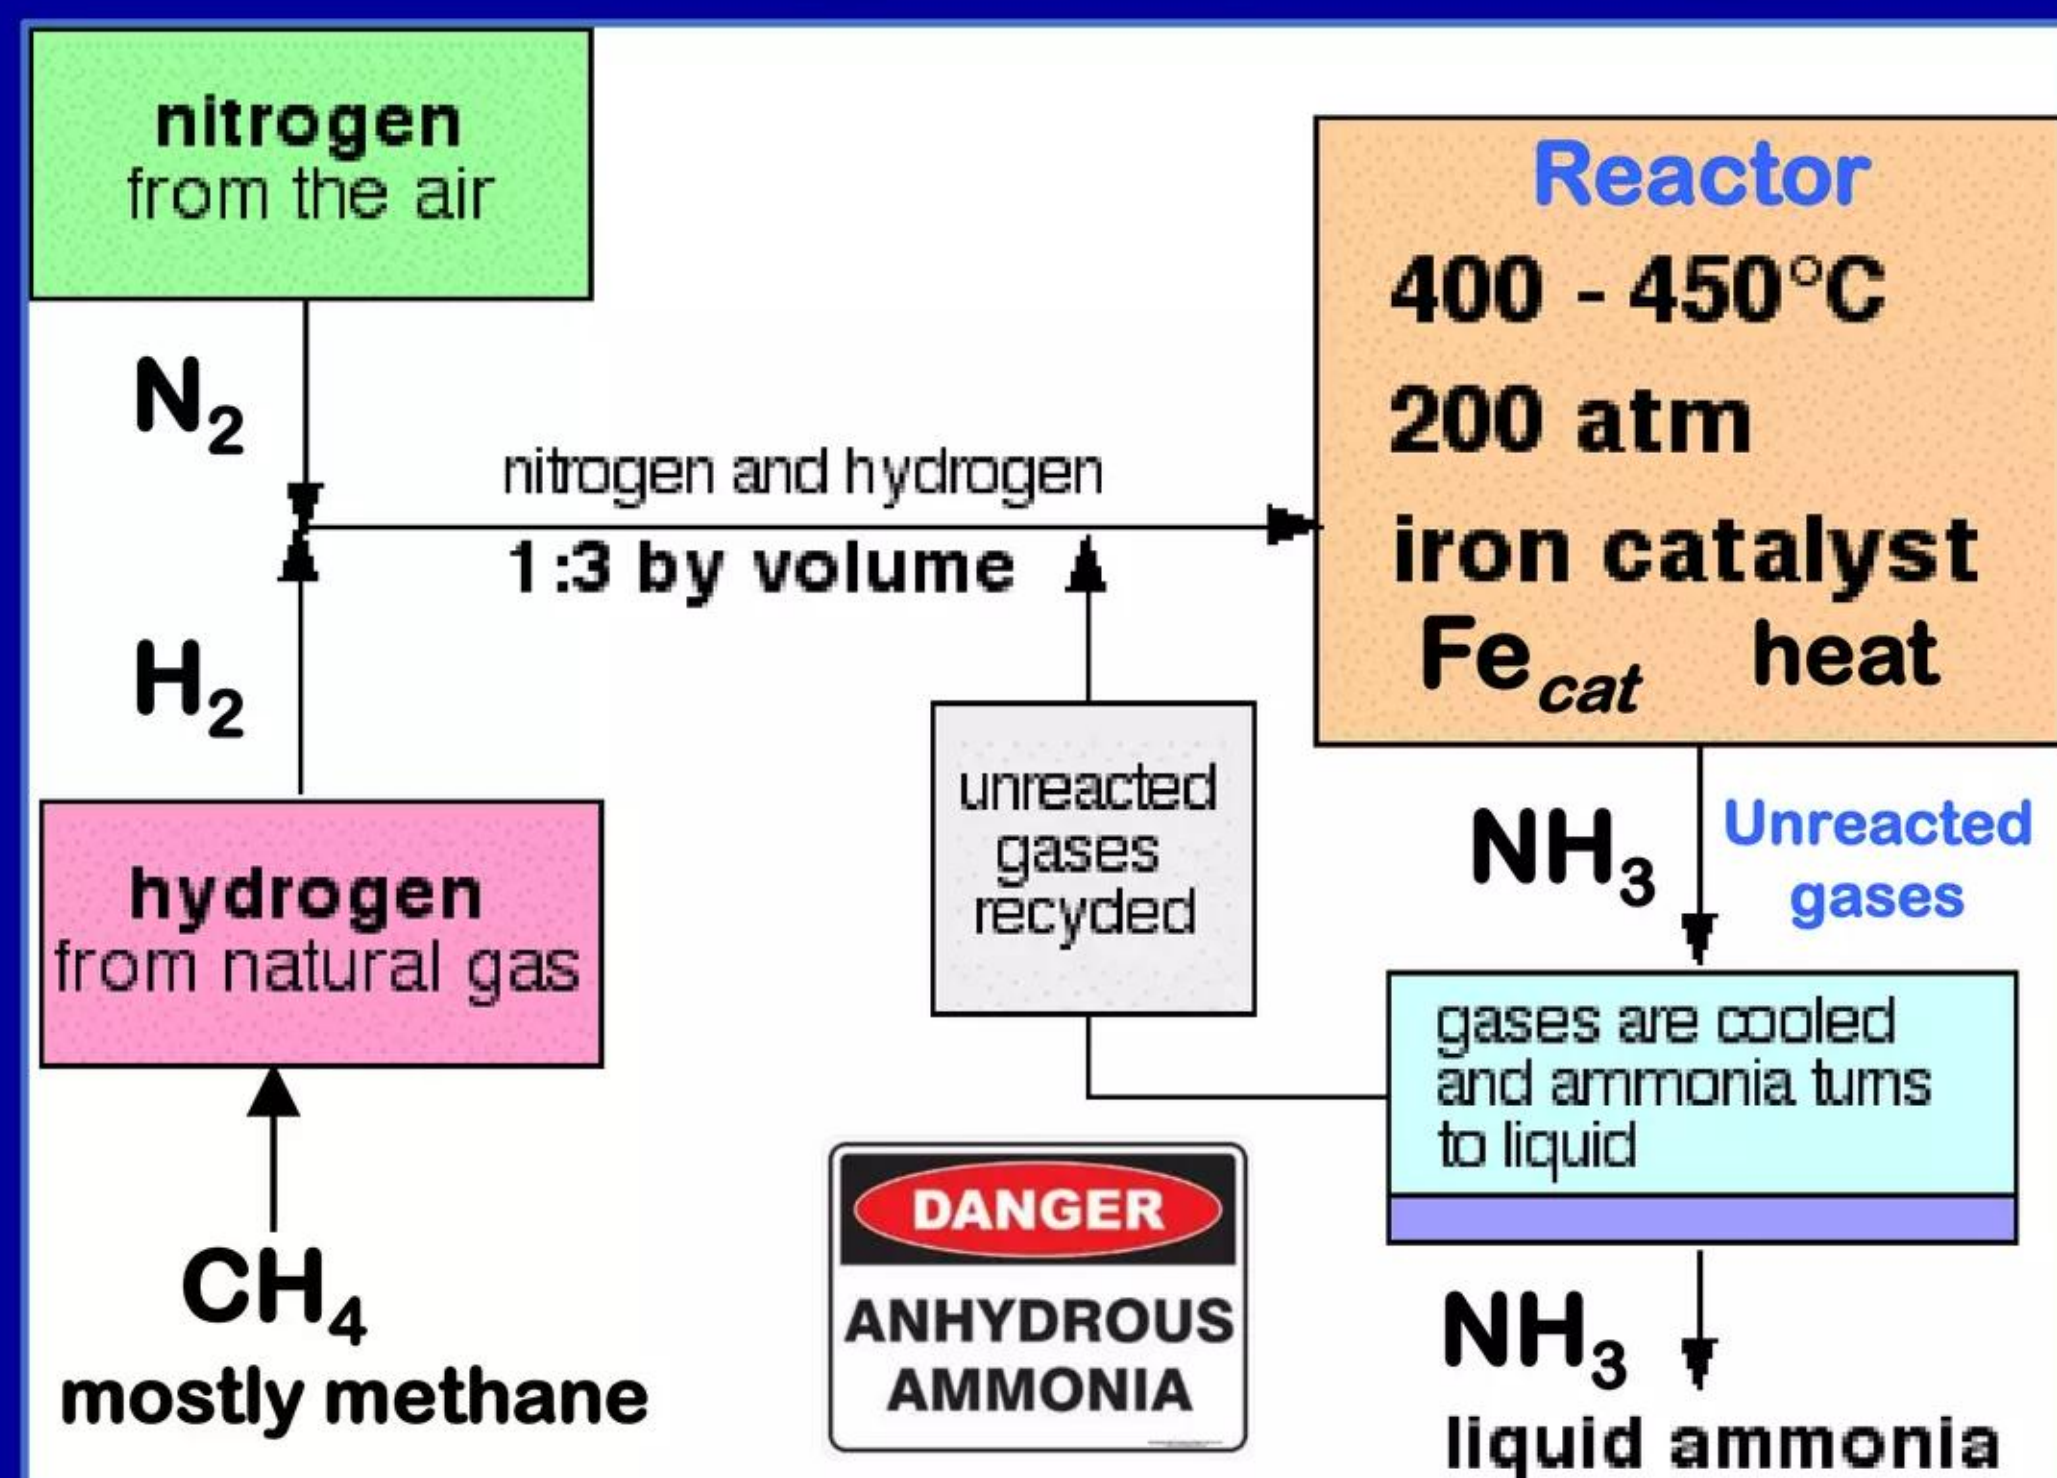 nitrogen
from the air
N2
nitrogen and hydrogen
1:3 by volume
H2
hydrogen
from natural gas
CH4
mostly methane
Reactor
400 - 450°C
200 atm
iron catalyst
Fe cat heat
unreacted
gases
recycled
NH3
Unreacted
gases
gases are cooled
and ammonia turns
to liquid
NH3
liquid ammonia
DANGER
ANHYDROUS
AMMONIA